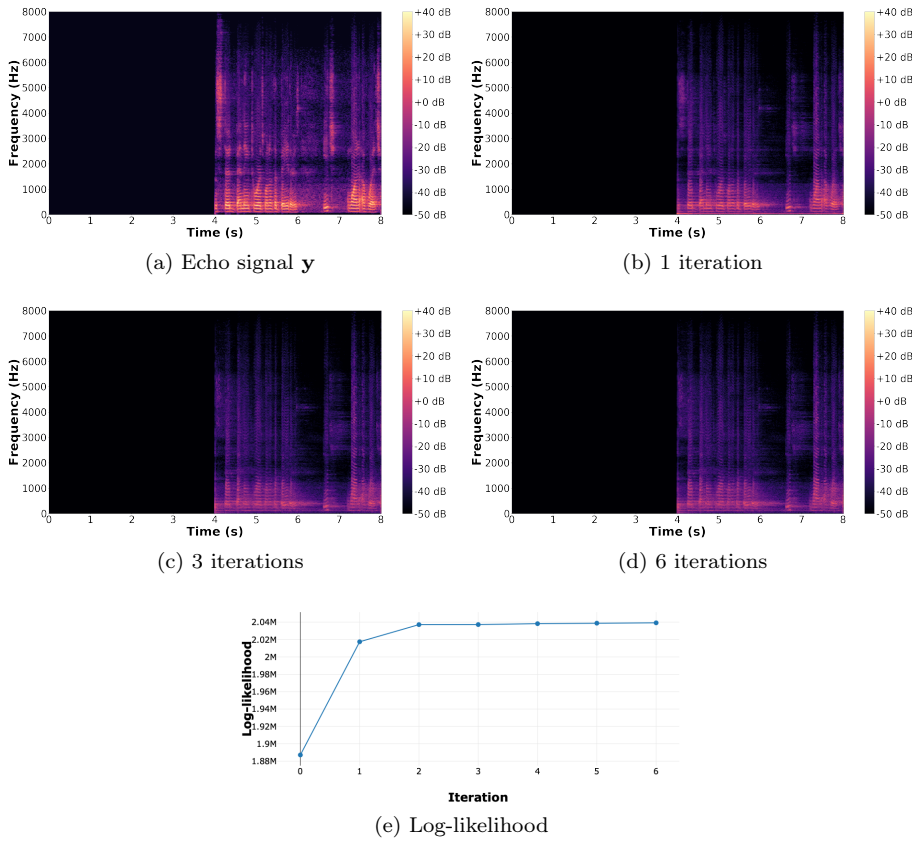 8000
7000
6000
5000
4000
3000
2000
1000
0
Frequency (Hz)
0 1 2 3 4 5 6 7 8
Time (s)
+40 dB
+30 dB
+20 dB
+10 dB
+0 dB
-10 dB
-20 dB
-30 dB
-40 dB
-50 dB
(a) Echo signal y
8000
7000
6000
5000
4000
3000
2000
1000
0
Frequency (Hz)
0 1 2 3 4 5 6 7 8
Time (s)
+40 dB
+30 dB
+20 dB
+10 dB
+0 dB
-10 dB
-20 dB
-30 dB
-40 dB
-50 dB
(b) 1 iteration
8000
7000
6000
5000
4000
3000
2000
1000
0
Frequency (Hz)
0 1 2 3 4 5 6 7 8
Time (s)
+40 dB
+30 dB
+20 dB
+10 dB
+0 dB
-10 dB
-20 dB
-30 dB
-40 dB
-50 dB
(c) 3 iterations
8000
7000
6000
5000
4000
3000
2000
1000
0
Frequency (Hz)
0 1 2 3 4 5 6 7 8
Time (s)
+40 dB
+30 dB
+20 dB
+10 dB
+0 dB
-10 dB
-20 dB
-30 dB
-40 dB
-50 dB
(d) 6 iterations
2.04M
2.02M
2M
1.98M
1.96M
1.94M
1.92M
1.9M
1.88M
Log-likelihood
0 1 2 3 4 5 6
Iteration
(e) Log-likelihood